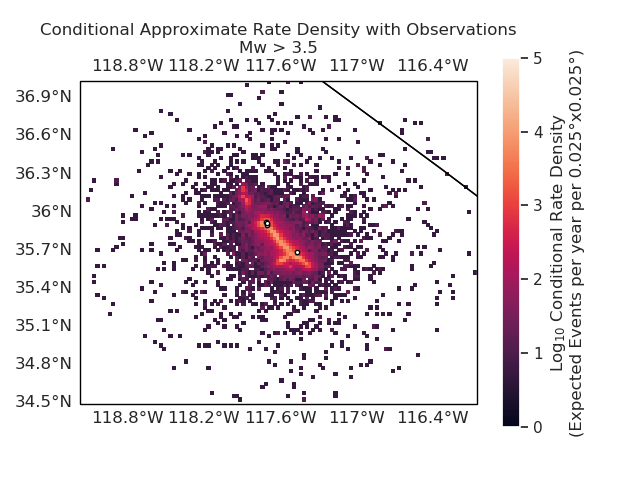 Conditional Approximate Rate Density with Observations
Mw > 3.5
118.8°W 118.2°W 117.6°W 117°W 116.4°W
36.9°N
36.6°N
36.3°N
36°N
35.7°N
35.4°N
35.1°N
34.8°N
34.5°N
118.8°W 118.2°W 117.6°W 117°W 116.4°W
5
4
3
2
1
0
Log₁₀ Conditional Rate Density
(Expected Events per year per 0.025°x0.025°)